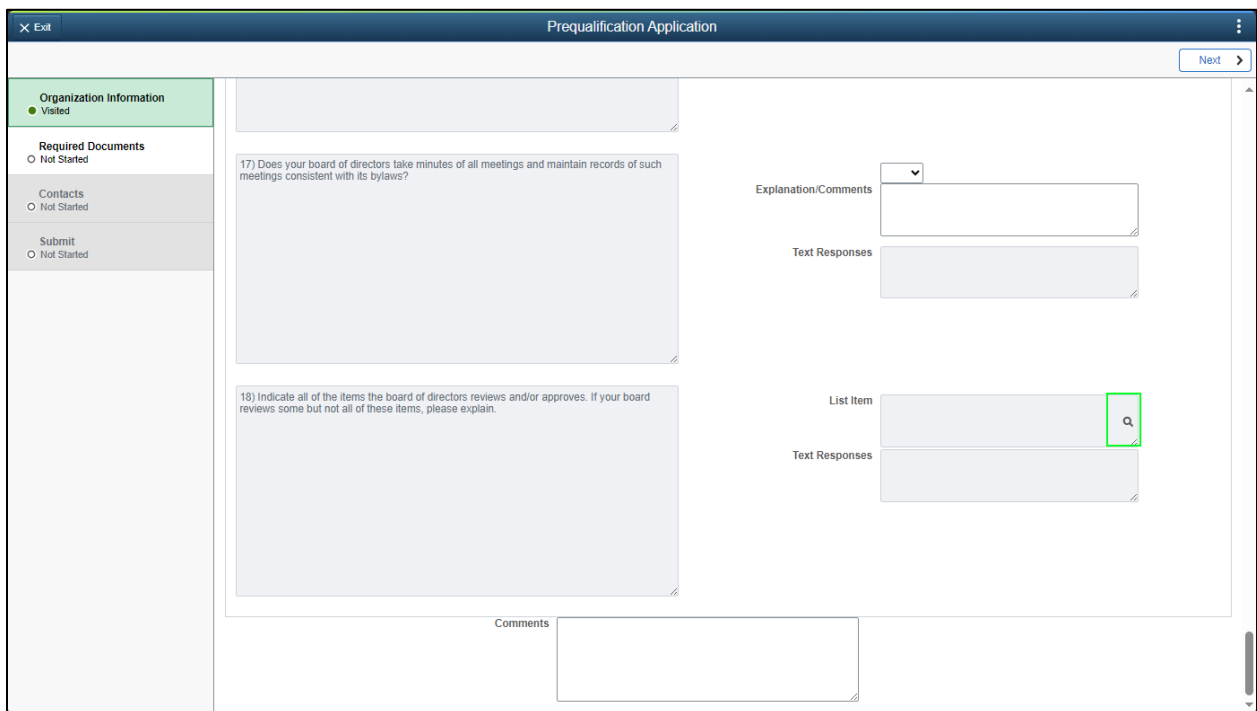 Exit
Prequalification Application
Next
Organization Information
Visited
Required Documents
Not Started
Contacts
Not Started
Submit
Not Started
17) Does your board of directors take minutes of all meetings and maintain records of such
meetings consistent with its bylaws?
Explanation/Comments
Text Responses
18) Indicate all of the items the board of directors reviews and/or approves. If your board
reviews some but not all of these items, please explain.
List Item
Text Responses
Comments